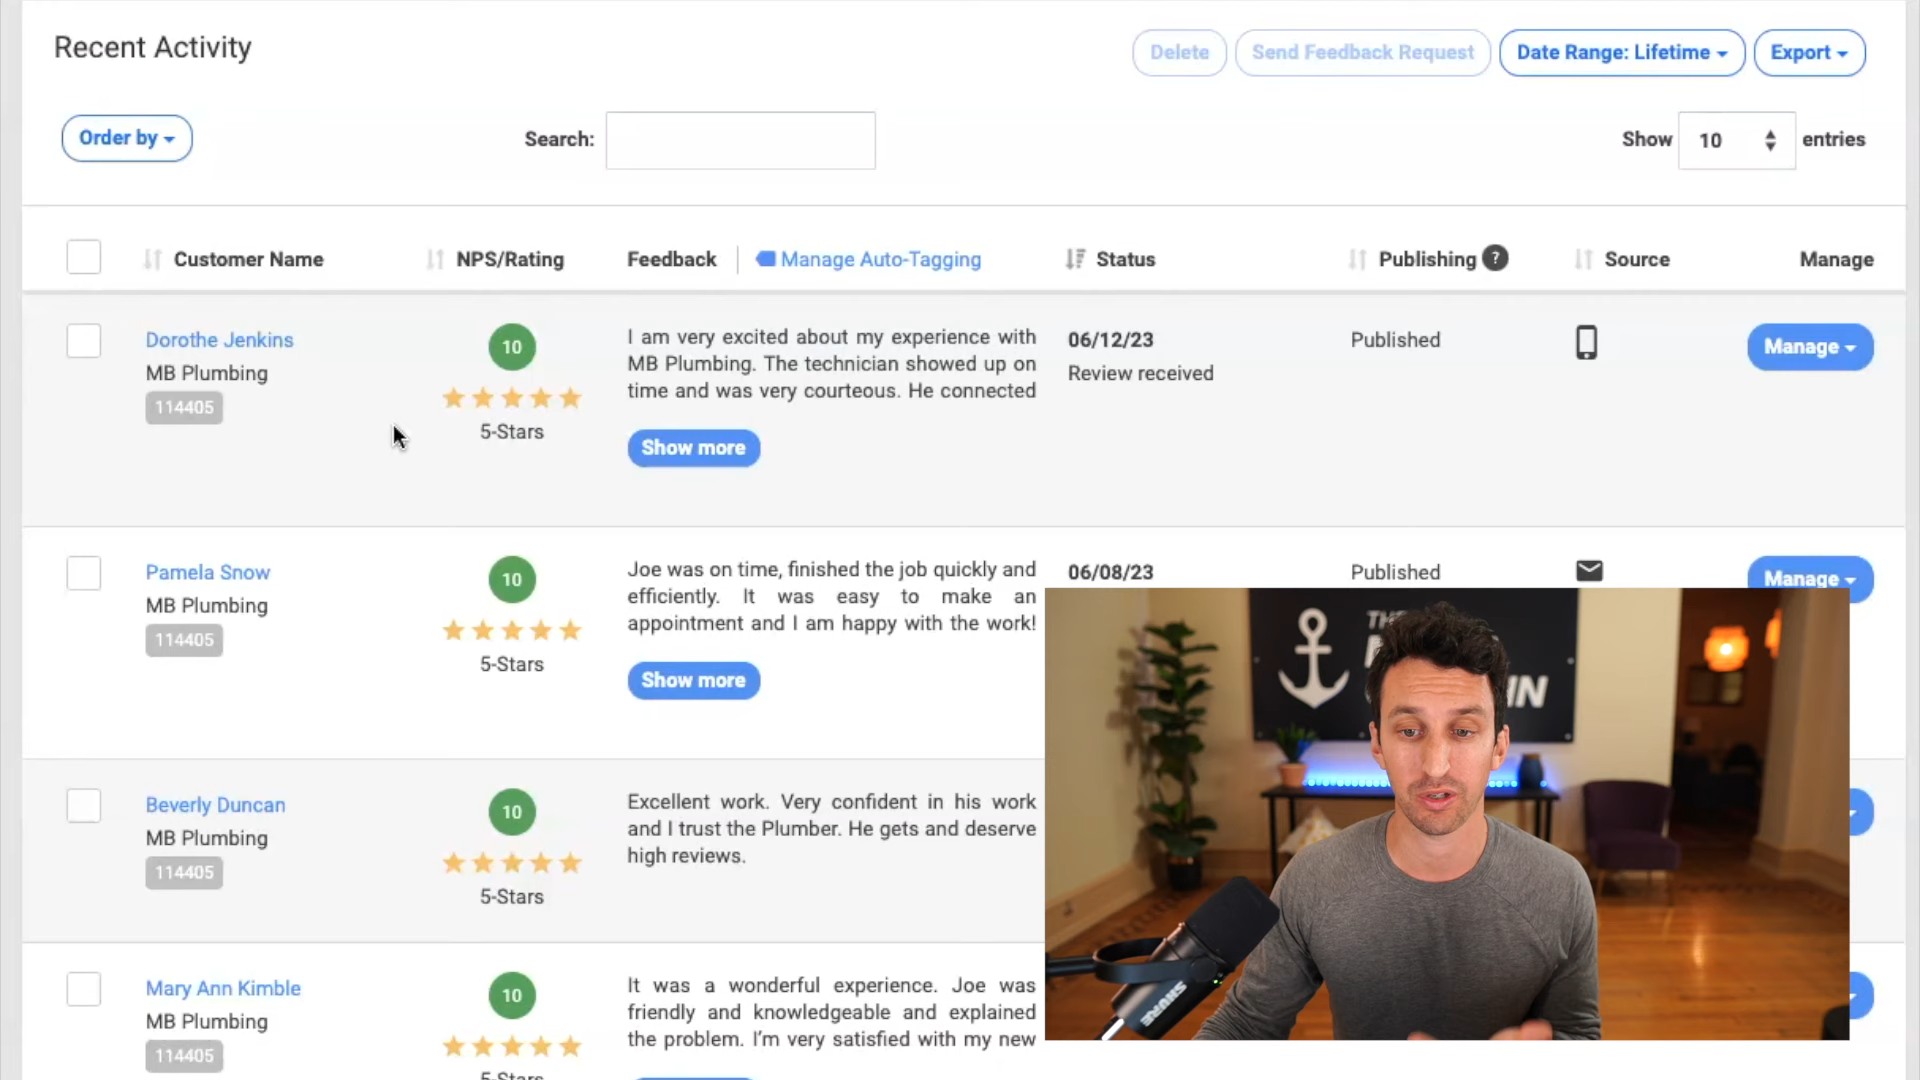 Recent Activity
Delete
Send Feedback Request
Date Range: Lifetime
Export
Order by
Search:
Show 10 entries
Customer Name
NPS/Rating
Feedback
Manage Auto-Tagging
Status
Publishing ?
Source
Manage
Dorothe Jenkins
MB Plumbing
114405
10
5-Stars
I am very excited about my experience with
MB Plumbing. The technician showed up on
time and was very courteous. He connected
Show more
06/12/23
Review received
Published
Manage
Pamela Snow
MB Plumbing
114405
10
5-Stars
Joe was on time, finished the job quickly and
efficiently. It was easy to make an
appointment and I am happy with the work!
Show more
06/08/23
Published
Manage
Beverly Duncan
MB Plumbing
114405
10
5-Stars
Excellent work. Very confident in his work
and I trust the Plumber. He gets and deserve
high reviews.
Mary Ann Kimble
MB Plumbing
114405
10
5-Stars
It was a wonderful experience. Joe was
friendly and knowledgeable and explained
the problem. I'm very satisfied with my new
SHURE